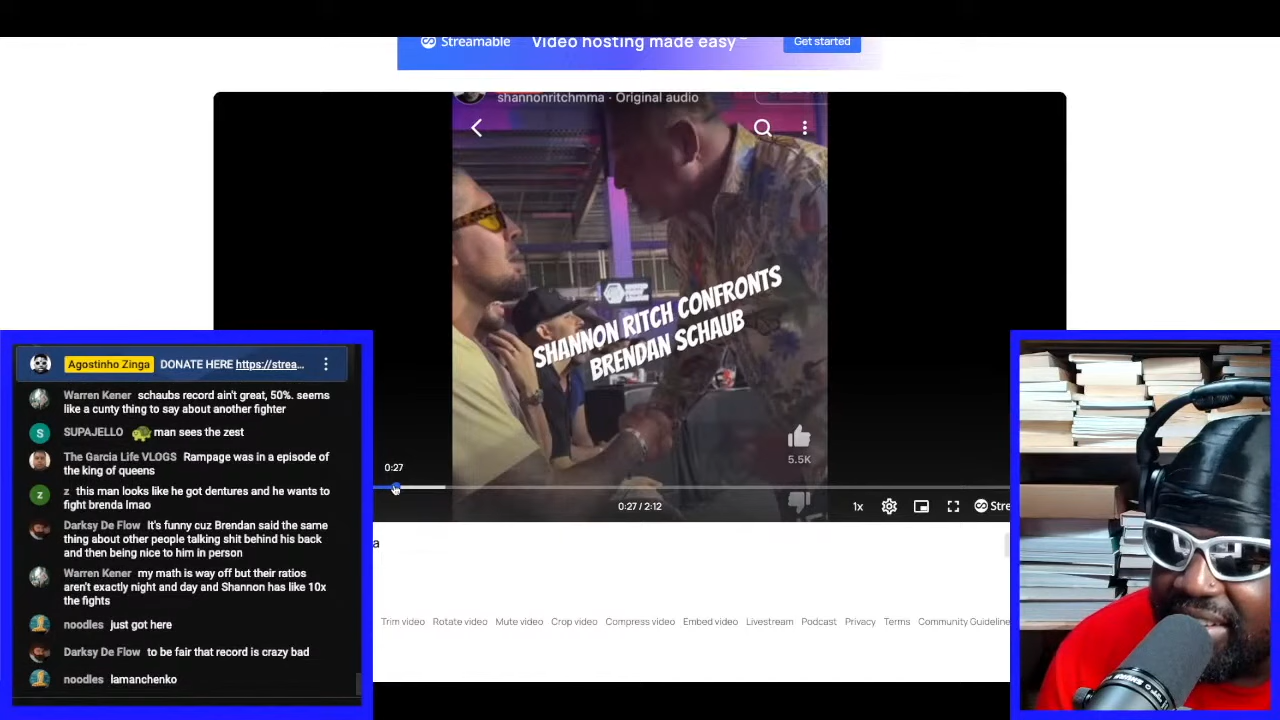 Streamable
Video hosting made easy
Get started
shannonritchmma · Original audio
SHANNON RITCH CONFRONTS
BRENDAN SCHAUB
5.5K
0:27
0:27 / 2:12
1x
Stre
a
Trim video Rotate video Mute video Crop video Compress video Embed video Livestream Podcast Privacy Terms Community Guideline
Agostinho Zinga DONATE HERE https://strea...
Warren Kener schaubs record ain't great, 50%. seems
like a cunty thing to say about another
fighter
SUPAJELLO man sees the zest
The Garcia Life VLOGS Rampage was in a episode of
the king of queens
z this man looks like he got dentures and he wants to
fight brenda lmao
Darksy De Flow It's funny cuz Brendan said the same
thing about other people talking shit behind his back
and then being nice to him in person
Warren Kener my math is way off but their ratios
aren't exactly night and day and Shannon has like 10x
the fights
noodles just got here
Darksy De Flow to be fair that record is crazy bad
noodles lamanchenko